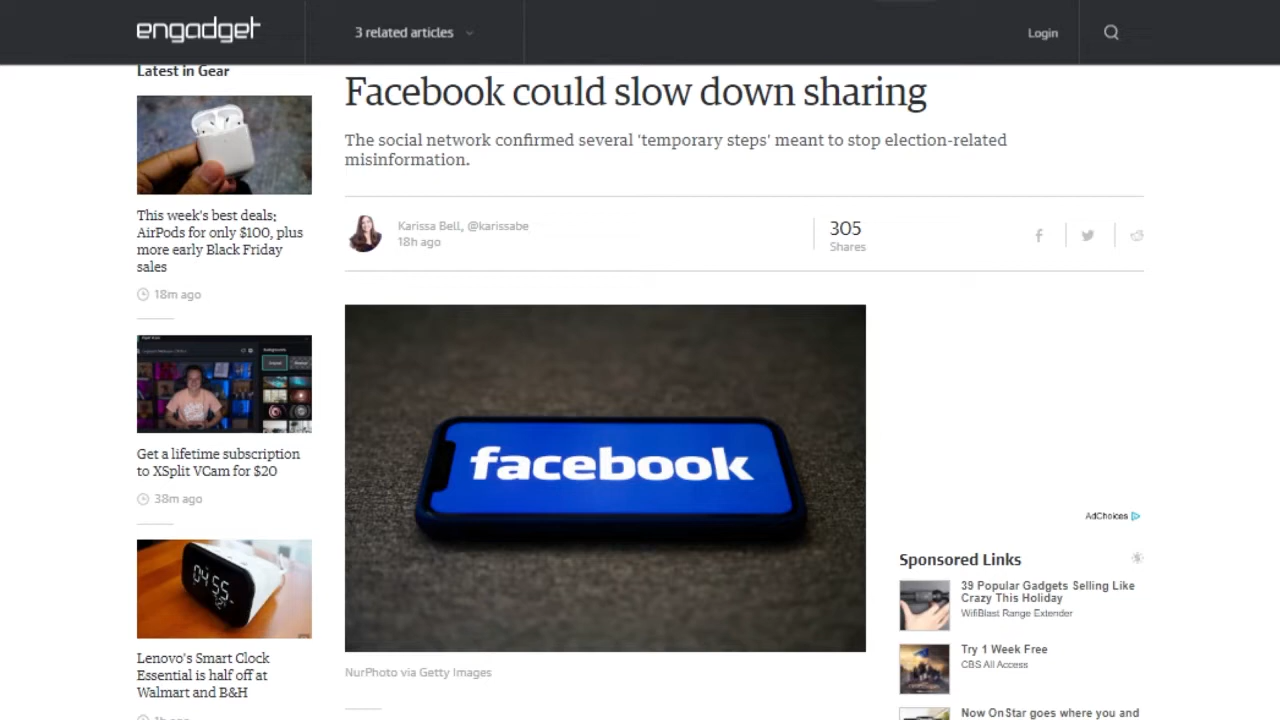 engadget
3 related articles
Login
Latest in Gear
This week's best deals:
AirPods for only $100, plus
more early Black Friday
sales
18m ago
Get a lifetime subscription
to XSplit VCam for $20
38m ago
04:55
Lenovo's Smart Clock
Essential is half off at
Walmart and B&H
1h ago
Facebook could slow down sharing
The social network confirmed several 'temporary steps' meant to stop election-related
misinformation.
Karissa Bell, @karissabe
18h ago
305
Shares
facebook
NurPhoto via Getty Images
AdChoices
Sponsored Links
39 Popular Gadgets Selling Like
Crazy This Holiday
WifiBlast Range Extender
Try 1 Week Free
CBS All Access
Now OnStar goes where you and